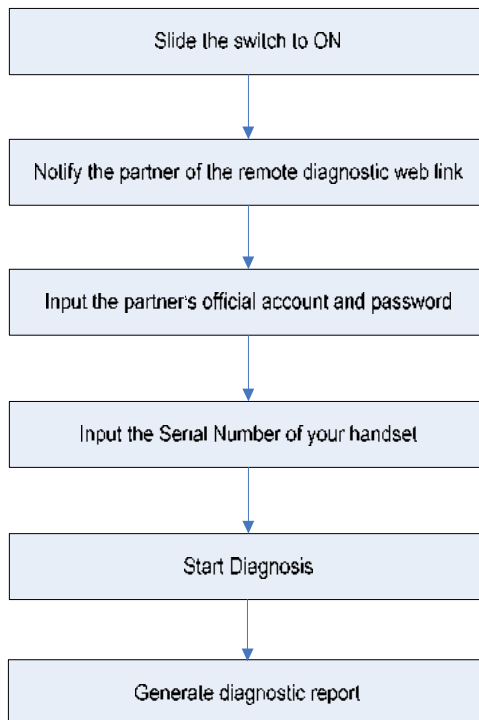 Slide the switch to ON
Notify the partner of the remote diagnostic web link
Input the partner's official account and password
Input the Serial Number of your handset
Start Diagnosis
Generate diagnostic report